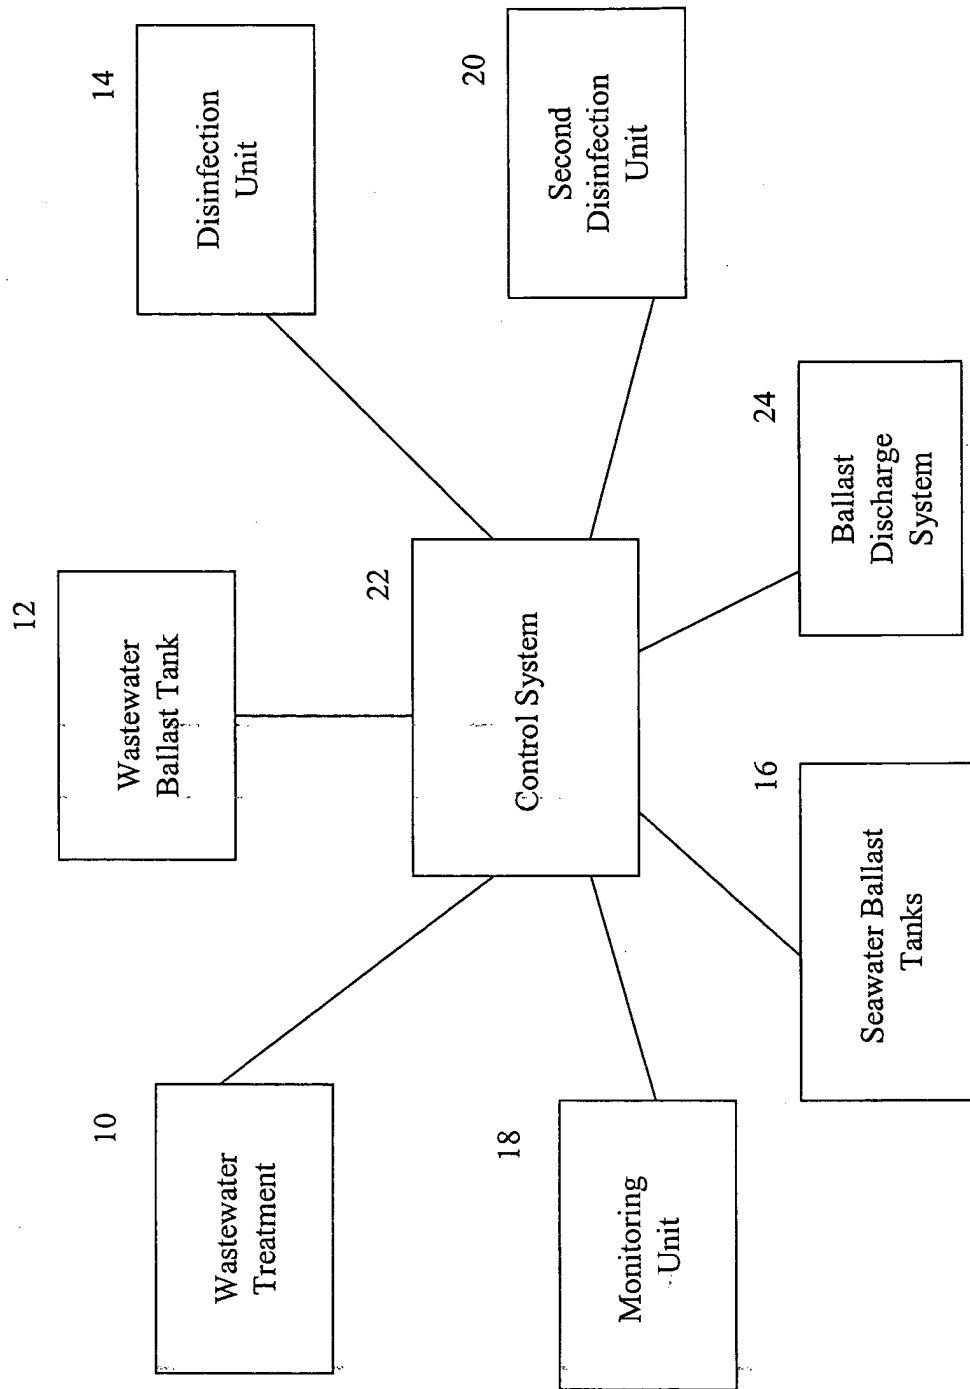 12
Wastewater
Ballast Tank
10
Wastewater
Treatment
14
Disinfection
Unit
22
Control System
18
Monitoring
Unit
20
Second
Disinfection
Unit
16
Seawater Ballast
Tanks
24
Ballast
Discharge
System